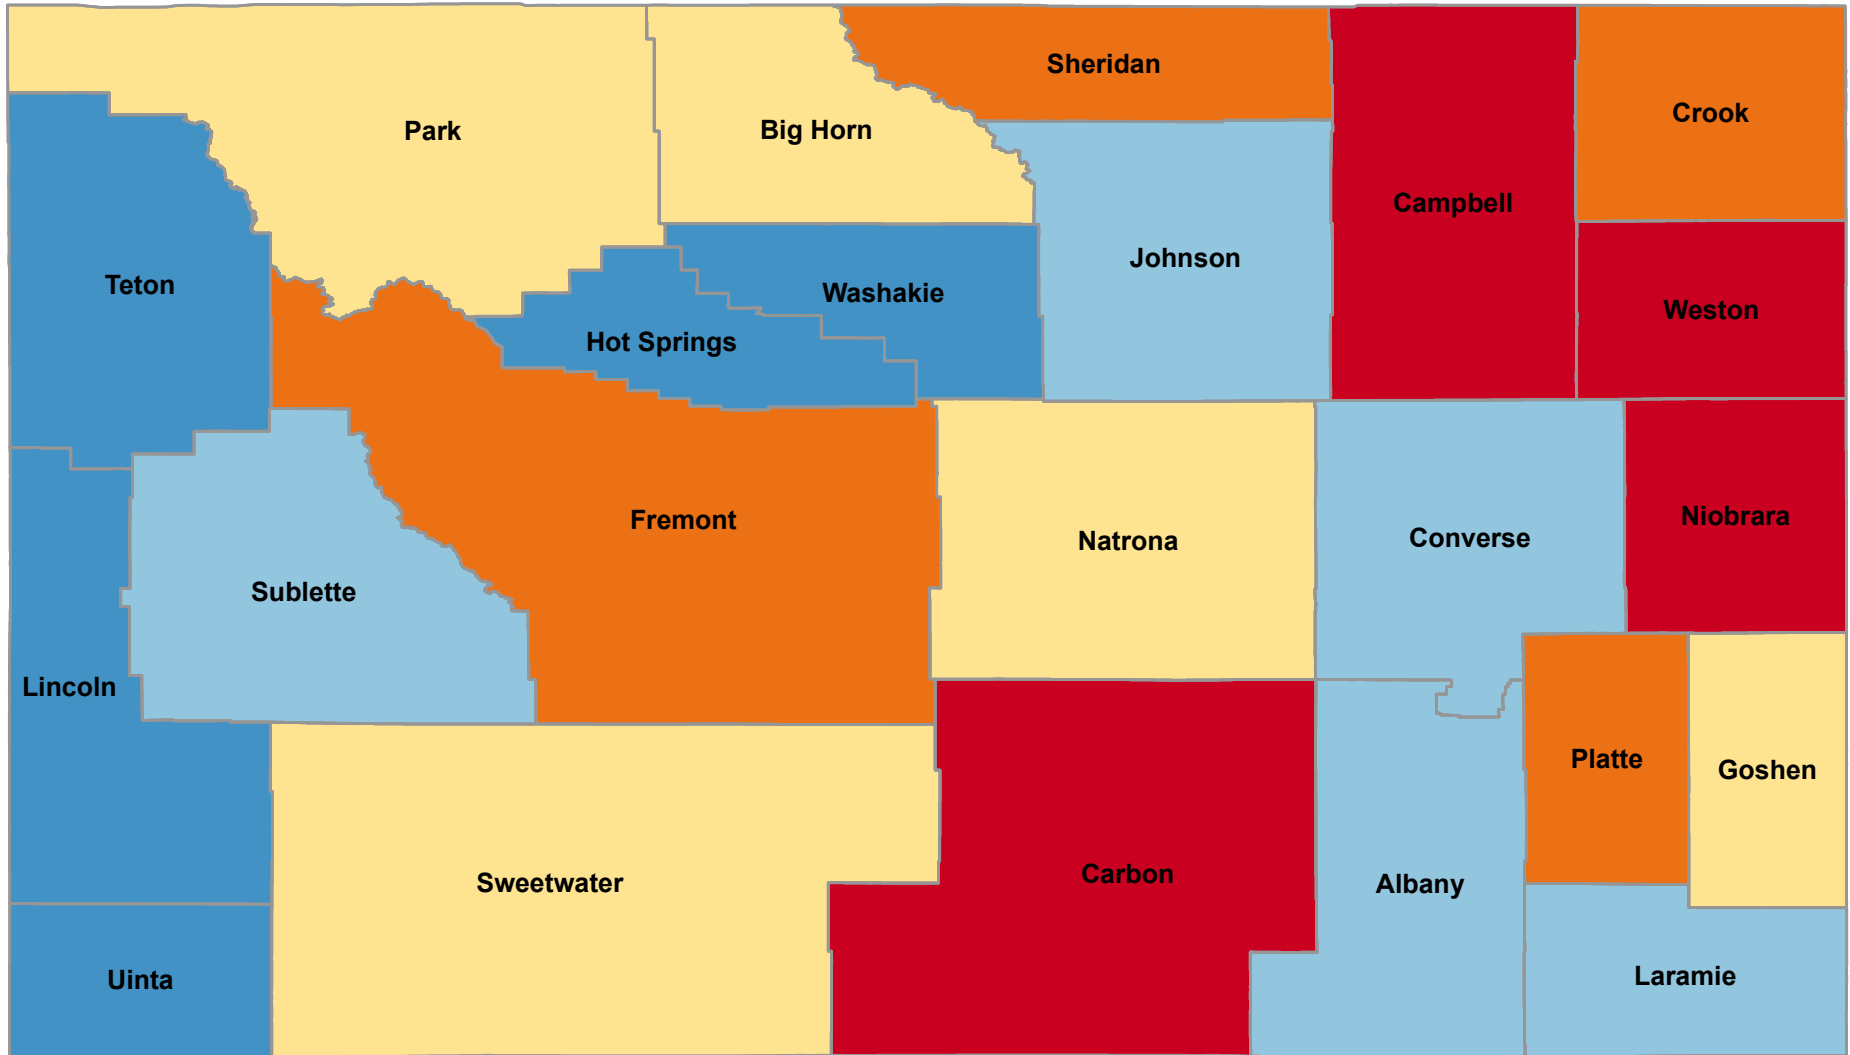 Sheridan
Crook
Park
Big Horn
Campbell
Johnson
Teton
Washakie
Weston
Hot Springs
Niobrara
Fremont
Natrona
Converse
Sublette
Lincoln
Platte
Goshen
Carbon
Sweetwater
Albany
Laramie
Uinta